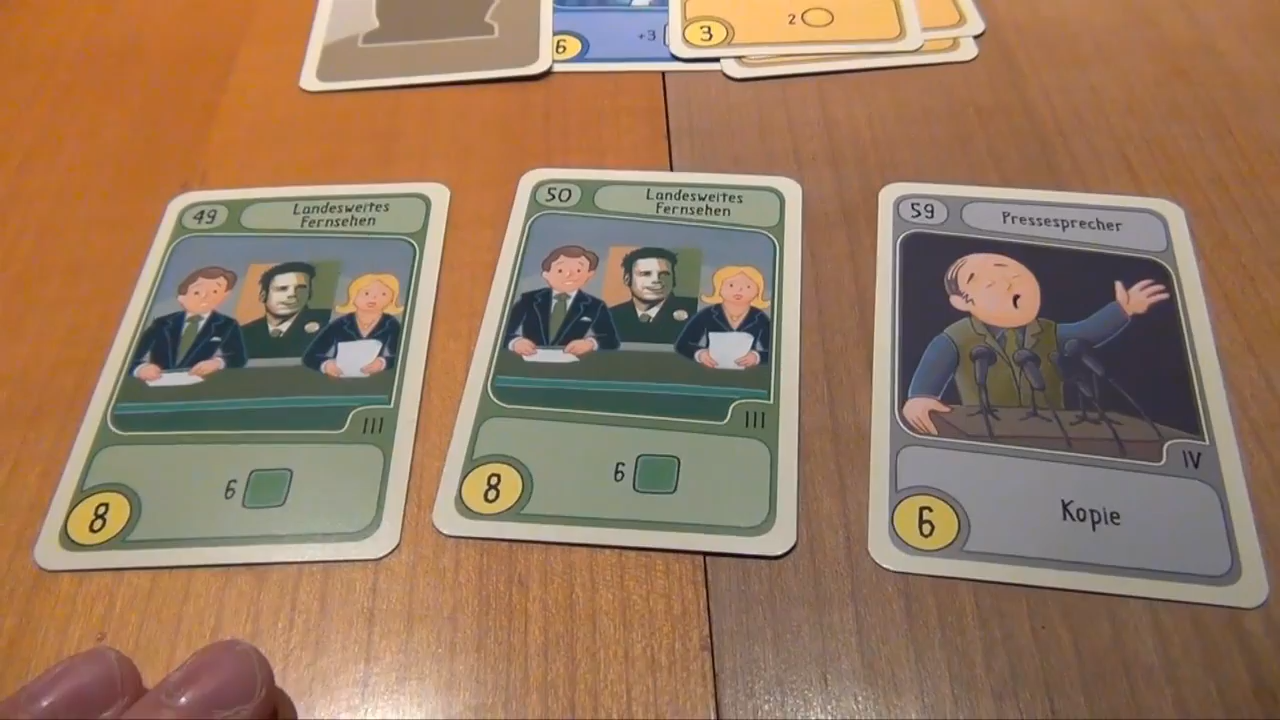 6
+3
3
2
49
Landesweites
Fernsehen
III
6
8
50
Landesweites
Fernsehen
III
6
8
59
Pressesprecher
IV
Kopie
6